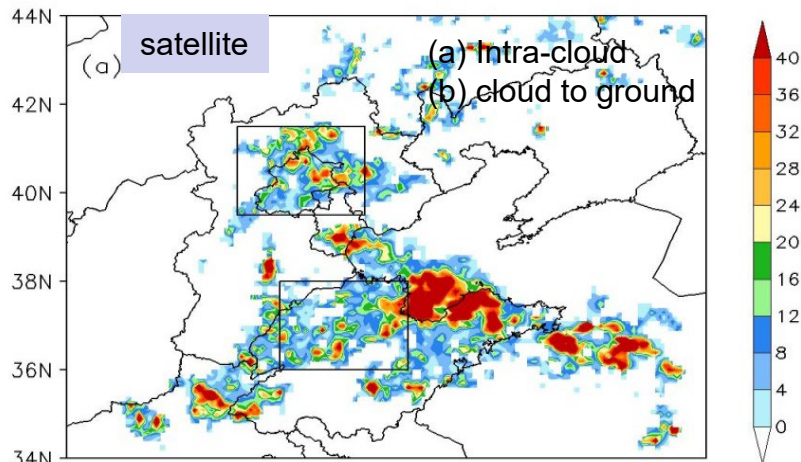 44N
satellite
(a)
(a) Intra-cloud
(b) cloud to ground
42N
40N
38N
36N
34N
40
36
32
28
24
20
16
12
8
4
0